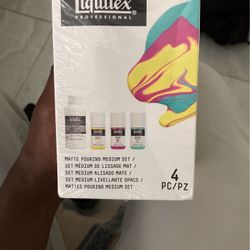 Liquitex
PROFESSIONAL
MATTE POURING MEDIUM SET /
SET MÉDIUM DE LISSAGE MAT /
SET MEDIUM ALISADO MATE /
SET MEDIUM LIVELLANTE OPACO /
MATTES POURING MEDIUM SET
4
PC/PZ